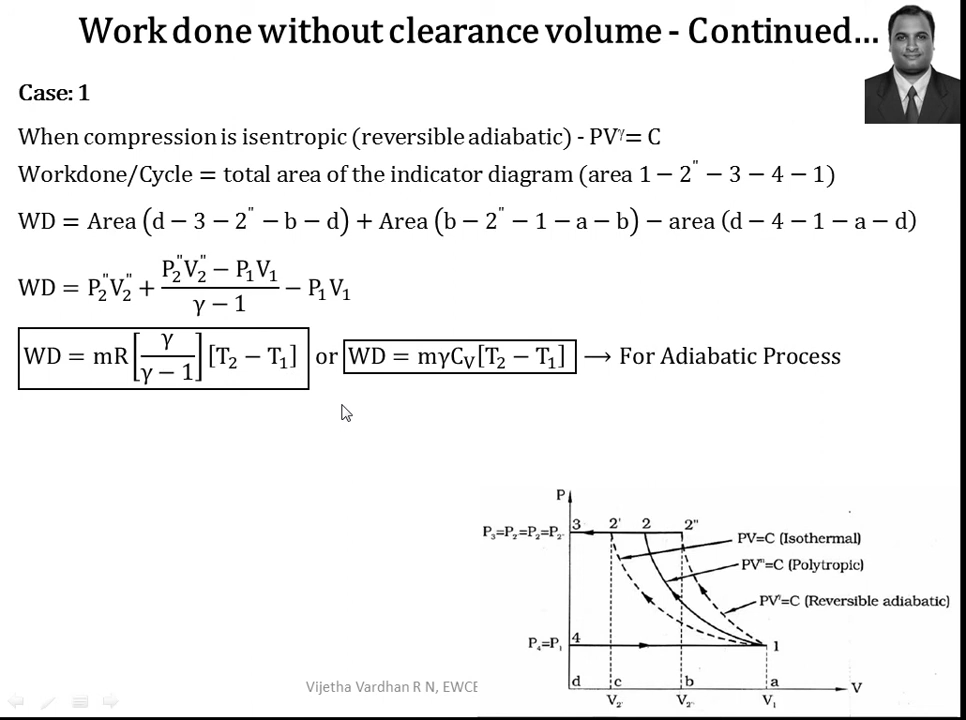 Work done without clearance volume - Continued...
Case: 1
When compression is isentropic (reversible adiabatic) - PVᵞ= C
Workdone/Cycle = total area of the indicator diagram (area 1 − 2" − 3 − 4 − 1)
WD = Area (d − 3 − 2" − b − d) + Area (b − 2" − 1 − a − b) − area (d − 4 − 1 − a − d)
WD = P₂"V₂" + (P₂"V₂" − P₁V₁)/(γ − 1) − P₁V₁
WD = mR[γ/(γ − 1)][T₂ − T₁] or WD = mγCᵥ[T₂ − T₁] → For Adiabatic Process
P
P₃=P₂'=P₂=P₂" 3 2' 2 2"
PV=C (Isothermal)
PVⁿ=C (Polytropic)
PVᵞ=C (Reversible adiabatic)
P₄=P₁ 4 1
d c b a V
V₂' V₂" V₁
Vijetha Vardhan R N, EWCE